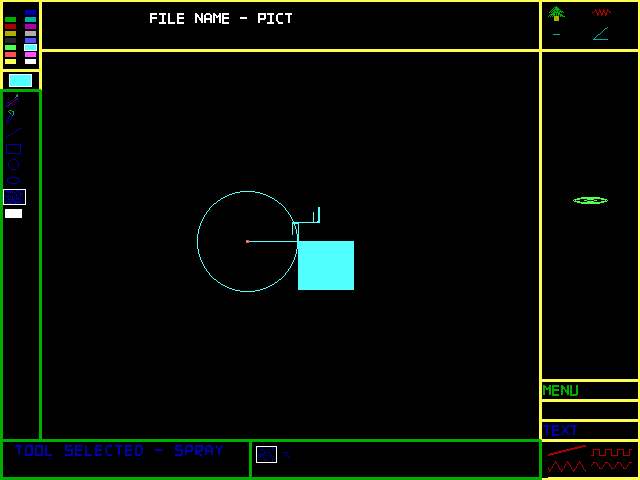 FILE NAME - PICT
MENU
TEXT
TOOL SELECTED - SPRAY